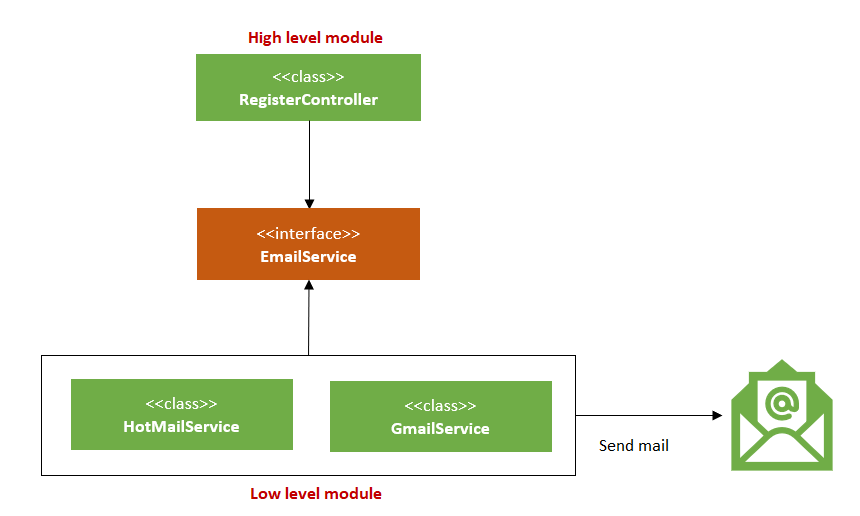 High level module
<<class>>
RegisterController
<<interface>>
EmailService
<<class>>
HotMailService
<<class>>
GmailService
@
Send mail
Low level module